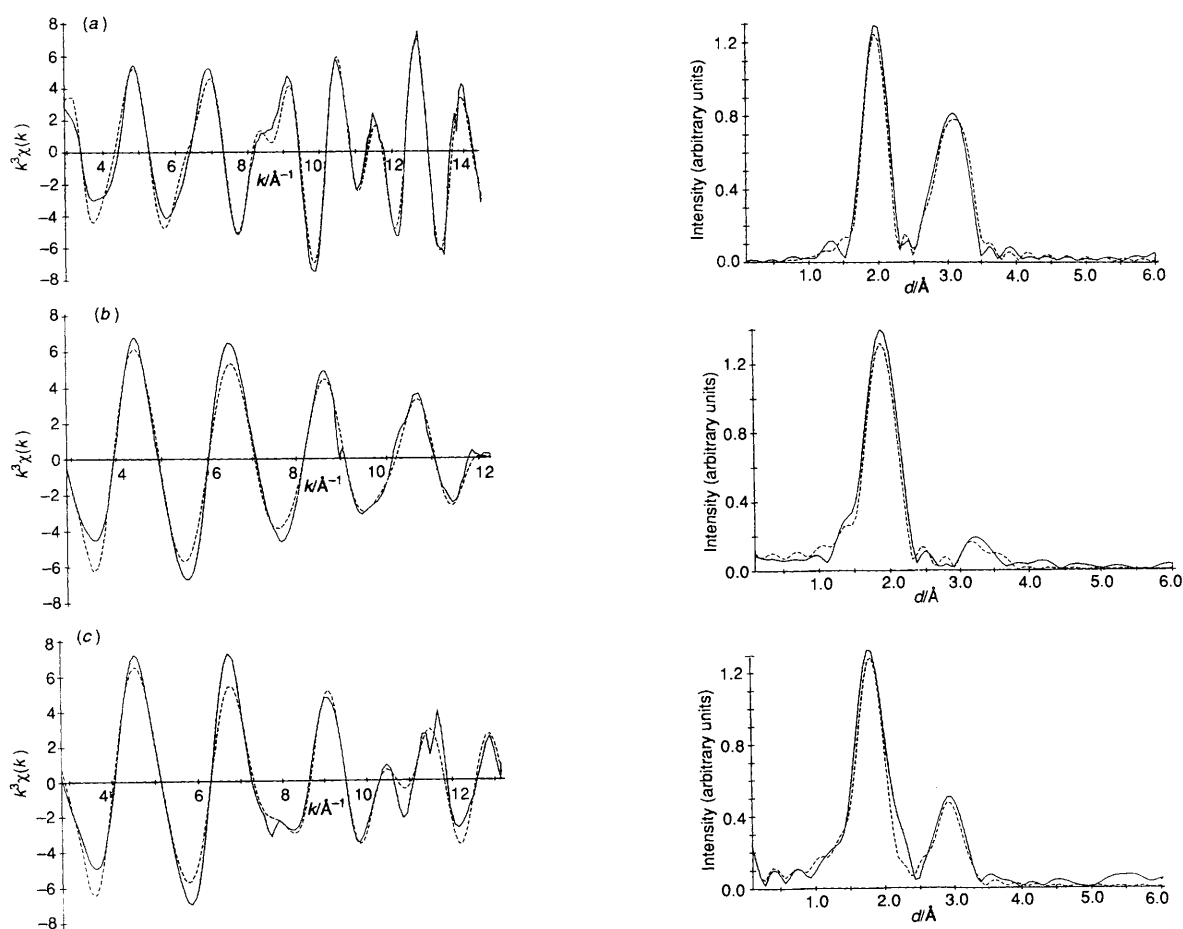 (a)
8
6
4
2
0
−2
−4
−6
−8
k³χ(k)
4 6 8 10 12 14
k/Å⁻¹
1.2
0.8
0.4
0.0
Intensity (arbitrary units)
1.0 2.0 3.0 4.0 5.0 6.0
d/Å
(b)
8
6
4
2
0
−2
−4
−6
−8
k³χ(k)
4 6 8 10 12
k/Å⁻¹
1.2
0.8
0.4
0.0
Intensity (arbitrary units)
1.0 2.0 3.0 4.0 5.0 6.0
d/Å
(c)
8
6
4
2
0
−2
−4
−6
−8
k³χ(k)
4 6 8 10 12
k/Å⁻¹
1.2
0.8
0.4
0.0
Intensity (arbitrary units)
1.0 2.0 3.0 4.0 5.0 6.0
d/Å